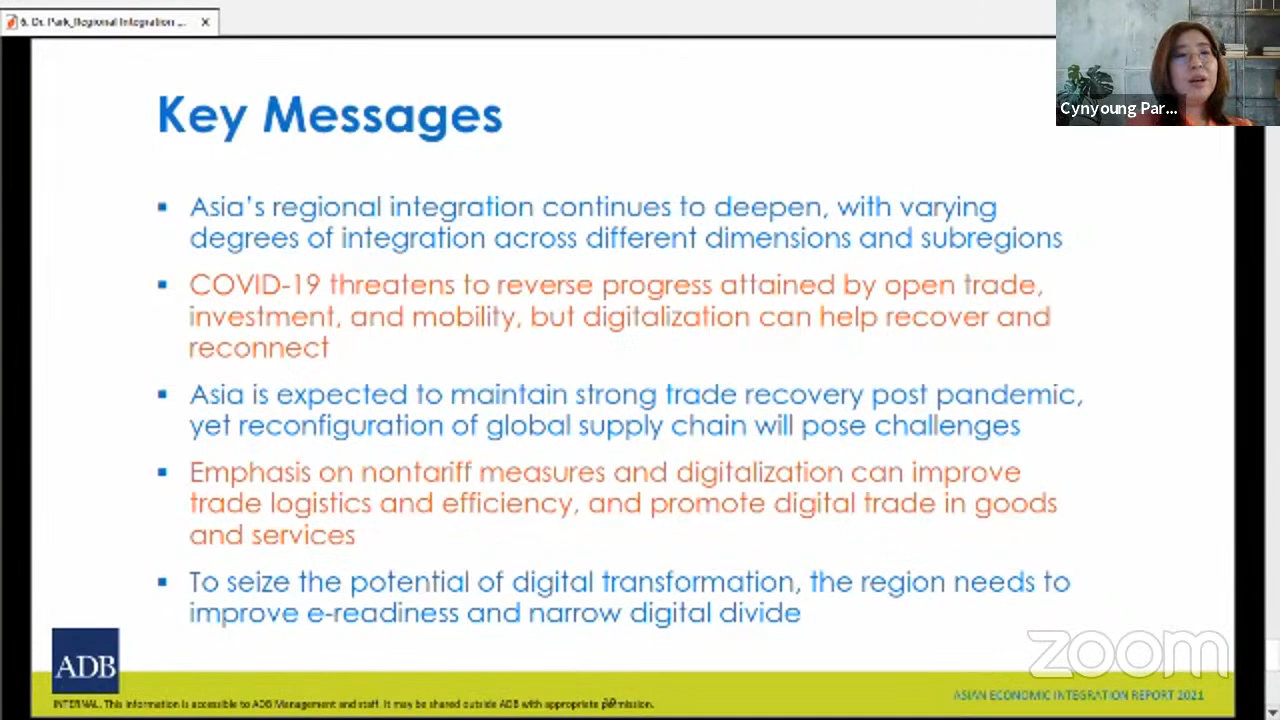 6. Dr. Park_Regional Integration ...
Cynyoung Par...
Key Messages
▪ Asia's regional integration continues to deepen, with varying
degrees of integration across different dimensions and subregions
▪ COVID-19 threatens to reverse progress attained by open trade,
investment, and mobility, but digitalization can help recover and
reconnect
▪ Asia is expected to maintain strong trade recovery post pandemic,
yet reconfiguration of global supply chain will pose challenges
▪ Emphasis on nontariff measures and digitalization can improve
trade logistics and efficiency, and promote digital trade in goods
and services
▪ To seize the potential of digital transformation, the region needs to
improve e-readiness and narrow digital divide
zoom
ADB
ASIAN ECONOMIC INTEGRATION REPORT 2021
INTERNAL. This information is accessible to ADB Management and staff. It may be shared outside ADB with appropriate permission.